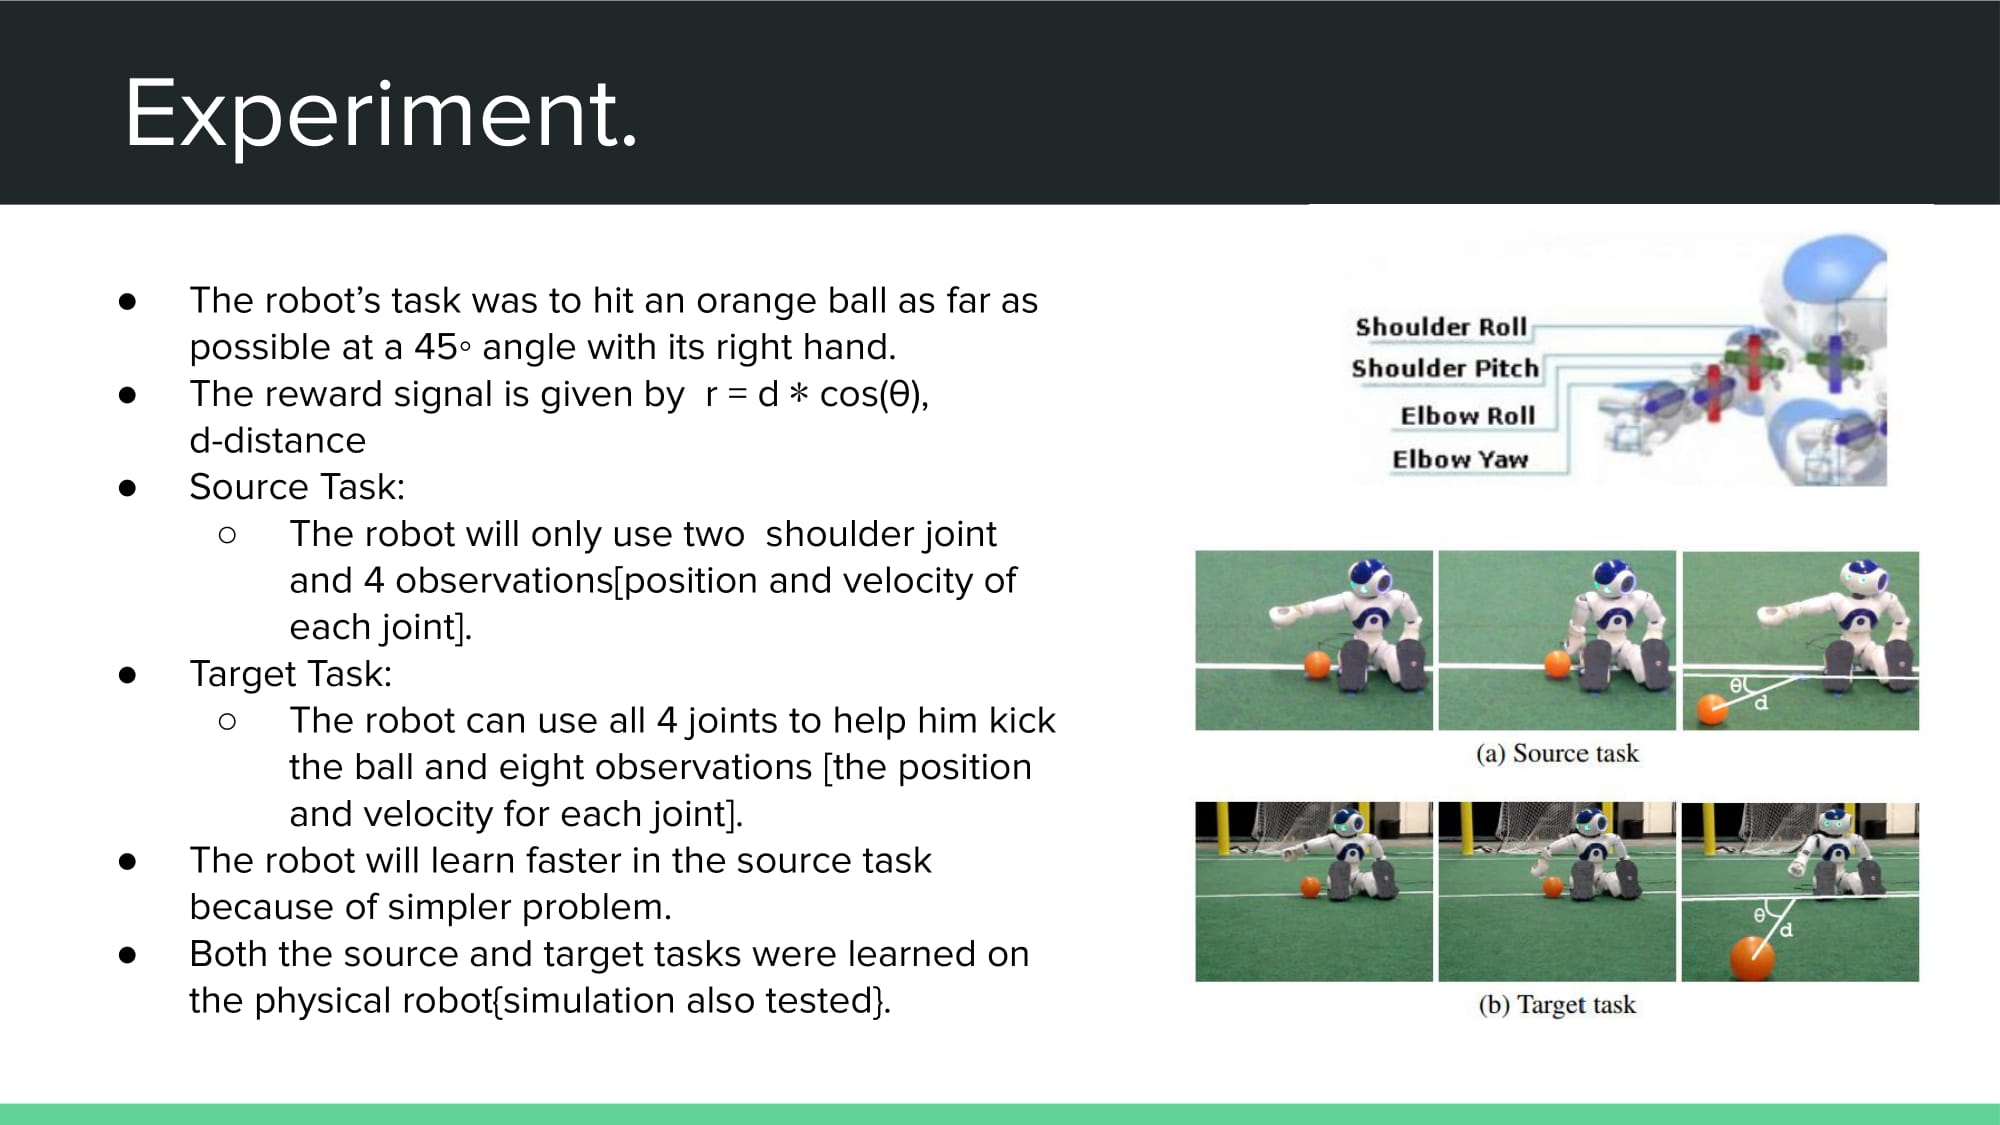 Experiment.
● The robot’s task was to hit an orange ball as far as
possible at a 45◦ angle with its right hand.
● The reward signal is given by  r = d ∗ cos(θ),
d-distance
● Source Task:
○ The robot will only use two  shoulder joint
and 4 observations[position and velocity of
each joint].
● Target Task:
○ The robot can use all 4 joints to help him kick
the ball and eight observations [the position
and velocity for each joint].
● The robot will learn faster in the source task
because of simpler problem.
● Both the source and target tasks were learned on
the physical robot{simulation also tested}.
Shoulder Roll
Shoulder Pitch
Elbow Roll
Elbow Yaw
θ
d
(a) Source task
θ
d
(b) Target task